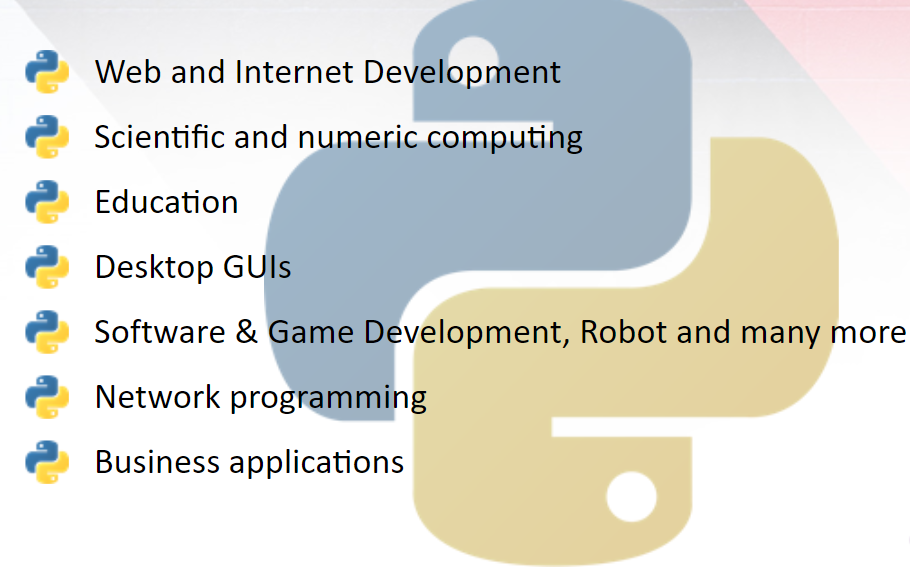 Web and Internet Development
Scientific and numeric computing
Education
Desktop GUIs
Software & Game Development, Robot and many more
Network programming
Business applications